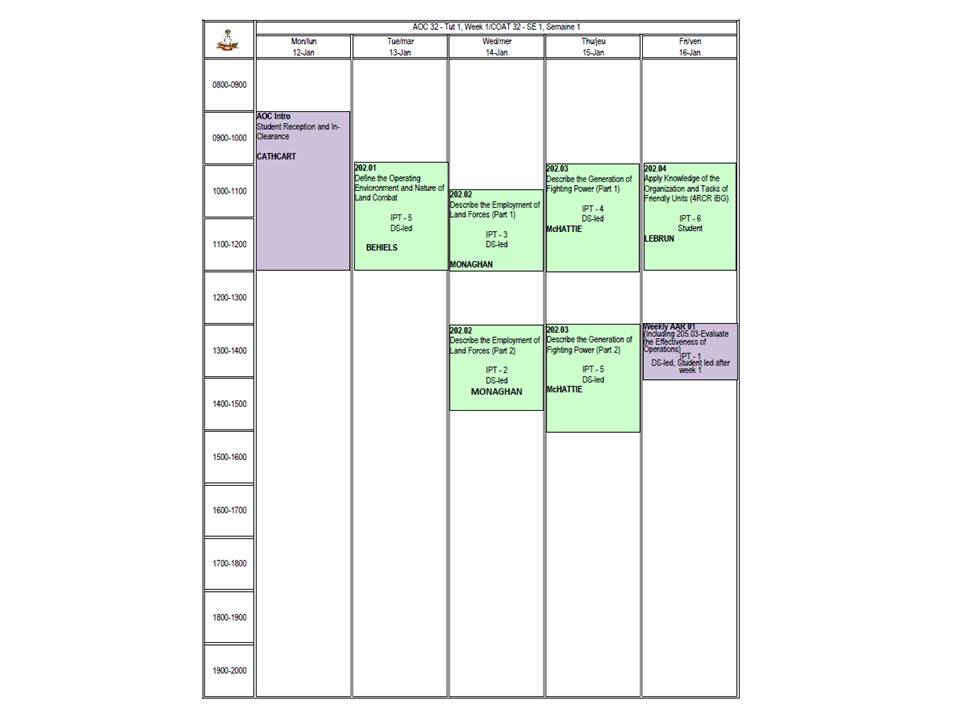 AOC 32 - Tut 1, Week 1/COAT 32 - SE 1, Semaine 1
Mon/lun
12-Jan
Tue/mar
13-Jan
Wed/mer
14-Jan
Thu/jeu
15-Jan
Fri/ven
16-Jan
0800-0900
0900-1000
1000-1100
1100-1200
1200-1300
1300-1400
1400-1500
1500-1600
1600-1700
1700-1800
1800-1900
1900-2000
AOC Intro
Student Reception and In-
Clearance
CATHCART
202.01
Define the Operating
Envioronment and Nature of
Land Combat
IPT - 5
DS-led
BEHIELS
202.02
Describe the Employment of
Land Forces (Part 1)
IPT - 3
DS-led
MONAGHAN
202.02
Describe the Employment of
Land Forces (Part 2)
IPT - 2
DS-led
MONAGHAN
202.03
Describe the Generation of
Fighting Power (Part 1)
IPT - 4
DS-led
McHATTIE
202.03
Describe the Generation of
Fighting Power (Part 2)
IPT - 5
DS-led
McHATTIE
202.04
Apply Knowledge of the
Organization and Tasks of
Friendly Units (4RCR IBG)
IPT - 6
Student
LEBRUN
Weekly AAR 01
(Including 205.03-Evaluate
the Effectiveness of
Operations)
IPT - 1
DS-led, Student led after
week 1